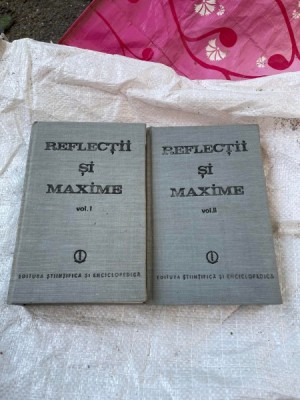 REFLECȚII
ȘI
MAXIME
vol. I
EDITURA ȘTIINȚIFICĂ ȘI ENCICLOPEDICĂ
REFLECȚII
ȘI
MAXIME
vol. II
EDITURA ȘTIINȚIFICĂ ȘI ENCICLOPEDICĂ